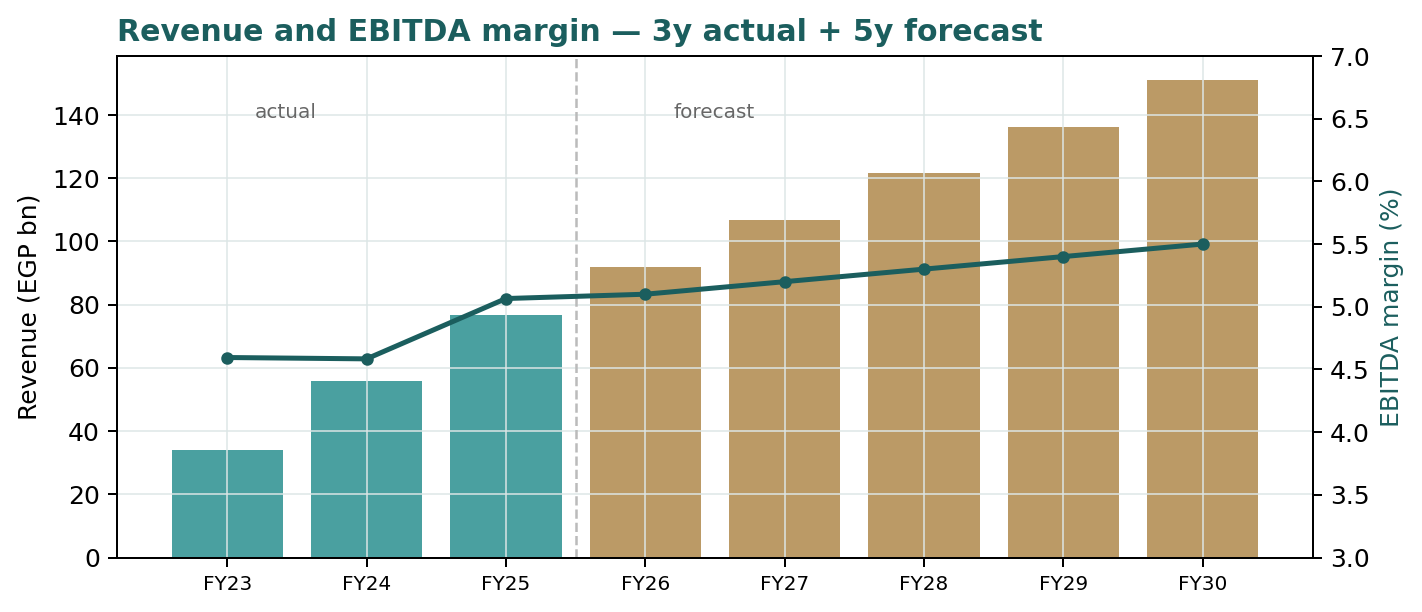 Revenue and EBITDA margin — 3y actual + 5y forecast
actual
forecast
Revenue (EGP bn)
140
120
100
80
60
40
20
0
7.0
6.5
6.0
5.5
5.0
4.5
4.0
3.5
3.0
EBITDA margin (%)
FY23 FY24 FY25 FY26 FY27 FY28 FY29 FY30